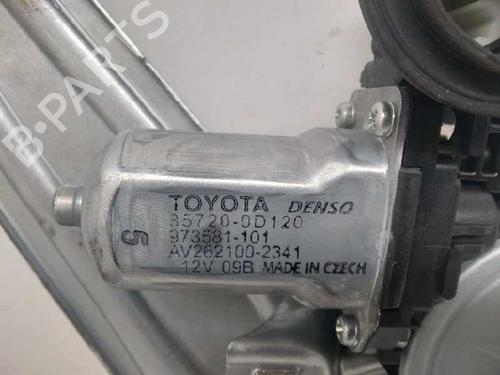 B-PARTS
TOYOTA DENSO
85720-0D120
973581-101
AV262100-2341
12V 09B MADE IN CZECH
5